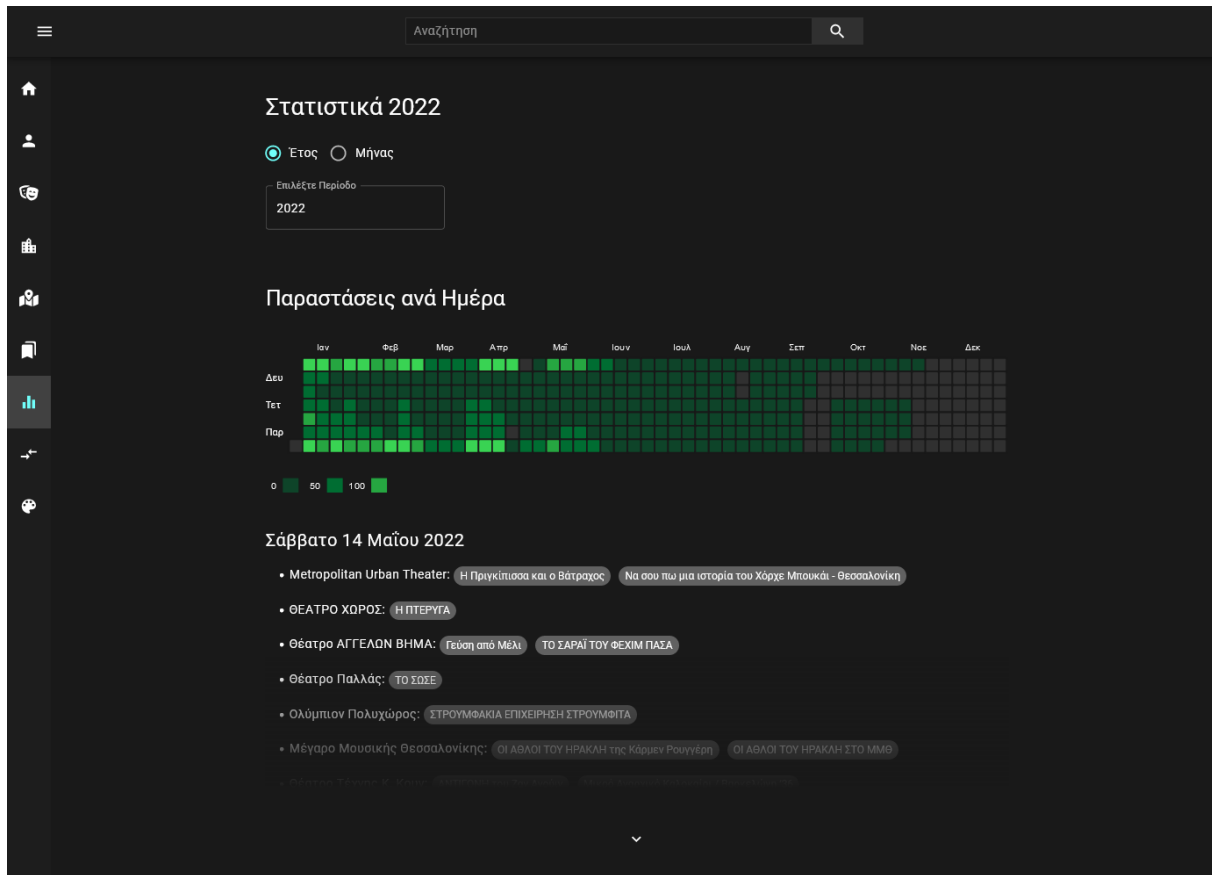 Αναζήτηση
Στατιστικά 2022
Έτος Μήνας
Επιλέξτε Περίοδο
2022
Παραστάσεις ανά Ημέρα
Ιαν Φεβ Μαρ Απρ Μαΐ Ιουν Ιουλ Αυγ Σεπ Οκτ Νοε Δεκ
Δευ
Τετ
Παρ
0 50 100
Σάββατο 14 Μαΐου 2022
• Metropolitan Urban Theater: Η Πριγκίπισσα και ο Βάτραχος Να σου πω μια ιστορία του Χόρχε Μπουκάι - Θεσσαλονίκη
• ΘΕΑΤΡΟ ΧΩΡΟΣ: Η ΠΤΕΡΥΓΑ
• Θέατρο ΑΓΓΕΛΩΝ ΒΗΜΑ: Γεύση από Μέλι ΤΟ ΣΑΡΑΪ ΤΟΥ ΦΕΧΙΜ ΠΑΣΑ
• Θέατρο Παλλάς: ΤΟ ΣΩΣΕ
• Ολύμπιον Πολυχώρος: ΣΤΡΟΥΜΦΑΚΙΑ ΕΠΙΧΕΙΡΗΣΗ ΣΤΡΟΥΜΦΙΤΑ
• Μέγαρο Μουσικής Θεσσαλονίκης: ΟΙ ΑΘΛΟΙ ΤΟΥ ΗΡΑΚΛΗ της Κάρμεν Ρουγγέρη ΟΙ ΑΘΛΟΙ ΤΟΥ ΗΡΑΚΛΗ ΣΤΟ ΜΜΘ